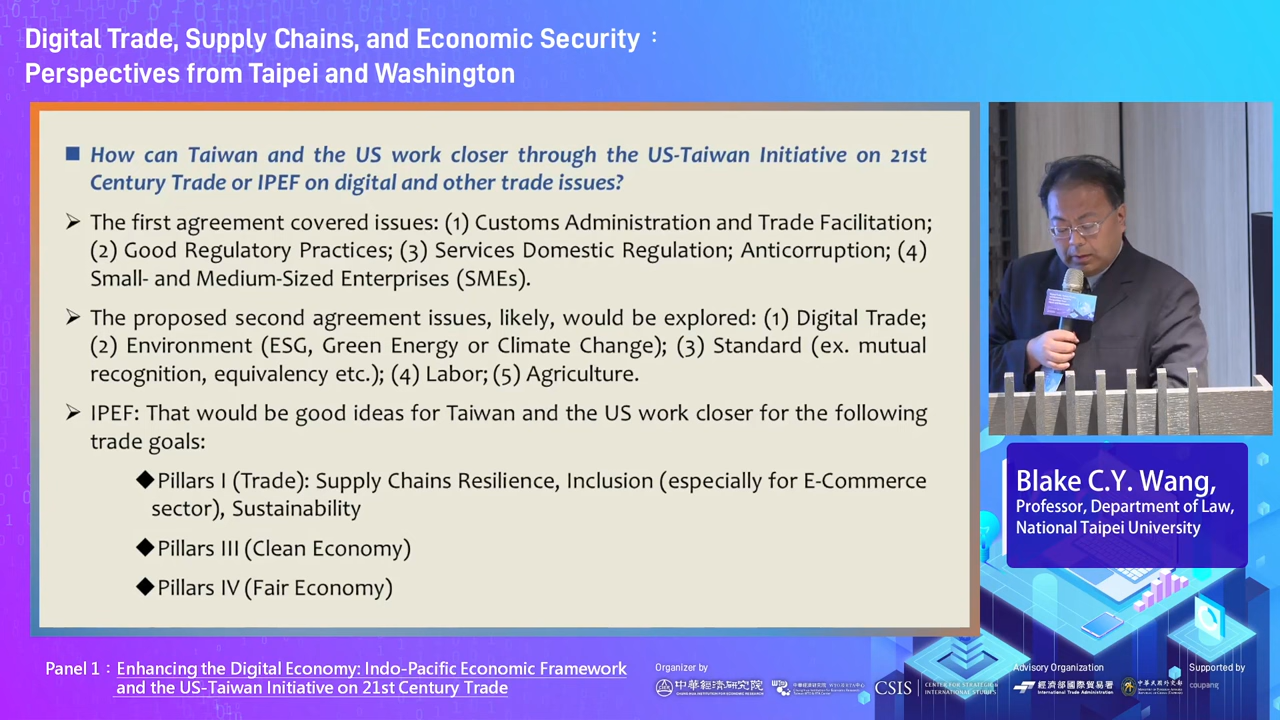 Digital Trade, Supply Chains, and Economic Security：
Perspectives from Taipei and Washington
■ How can Taiwan and the US work closer through the US-Taiwan Initiative on 21st
Century Trade or IPEF on digital and other trade issues?
➢ The first agreement covered issues: (1) Customs Administration and Trade Facilitation;
(2) Good Regulatory Practices; (3) Services Domestic Regulation; Anticorruption; (4)
Small- and Medium-Sized Enterprises (SMEs).
➢ The proposed second agreement issues, likely, would be explored: (1) Digital Trade;
(2) Environment (ESG, Green Energy or Climate Change); (3) Standard (ex. mutual
recognition, equivalency etc.); (4) Labor; (5) Agriculture.
➢ IPEF: That would be good ideas for Taiwan and the US work closer for the following
trade goals:
◆Pillars I (Trade): Supply Chains Resilience, Inclusion (especially for E-Commerce
sector), Sustainability
◆Pillars III (Clean Economy)
◆Pillars IV (Fair Economy)
Blake C.Y. Wang,
Professor, Department of Law,
National Taipei University
Panel 1：Enhancing the Digital Economy: Indo-Pacific Economic Framework
and the US-Taiwan Initiative on 21st Century Trade
Organizer by
中華經濟研究院
CSIS
CENTER FOR STRATEGIC &
INTERNATIONAL STUDIES
Advisory Organization
經濟部國際貿易署
International Trade Administration
中華民國外交部
Supported by
coupang